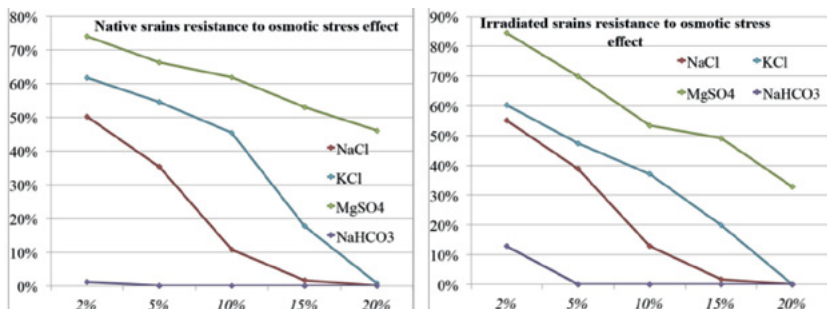 Native srains resistance to osmotic stress effect
80%
70%
60%
50%
40%
30%
20%
10%
0%
NaCl
KCl
MgSO4
NaHCO3
2% 5% 10% 15% 20%
Irradiated srains resistance to osmotic stress
effect
90%
80%
70%
60%
50%
40%
30%
20%
10%
0%
NaCl KCl
MgSO4 NaHCO3
2% 5% 10% 15% 20%